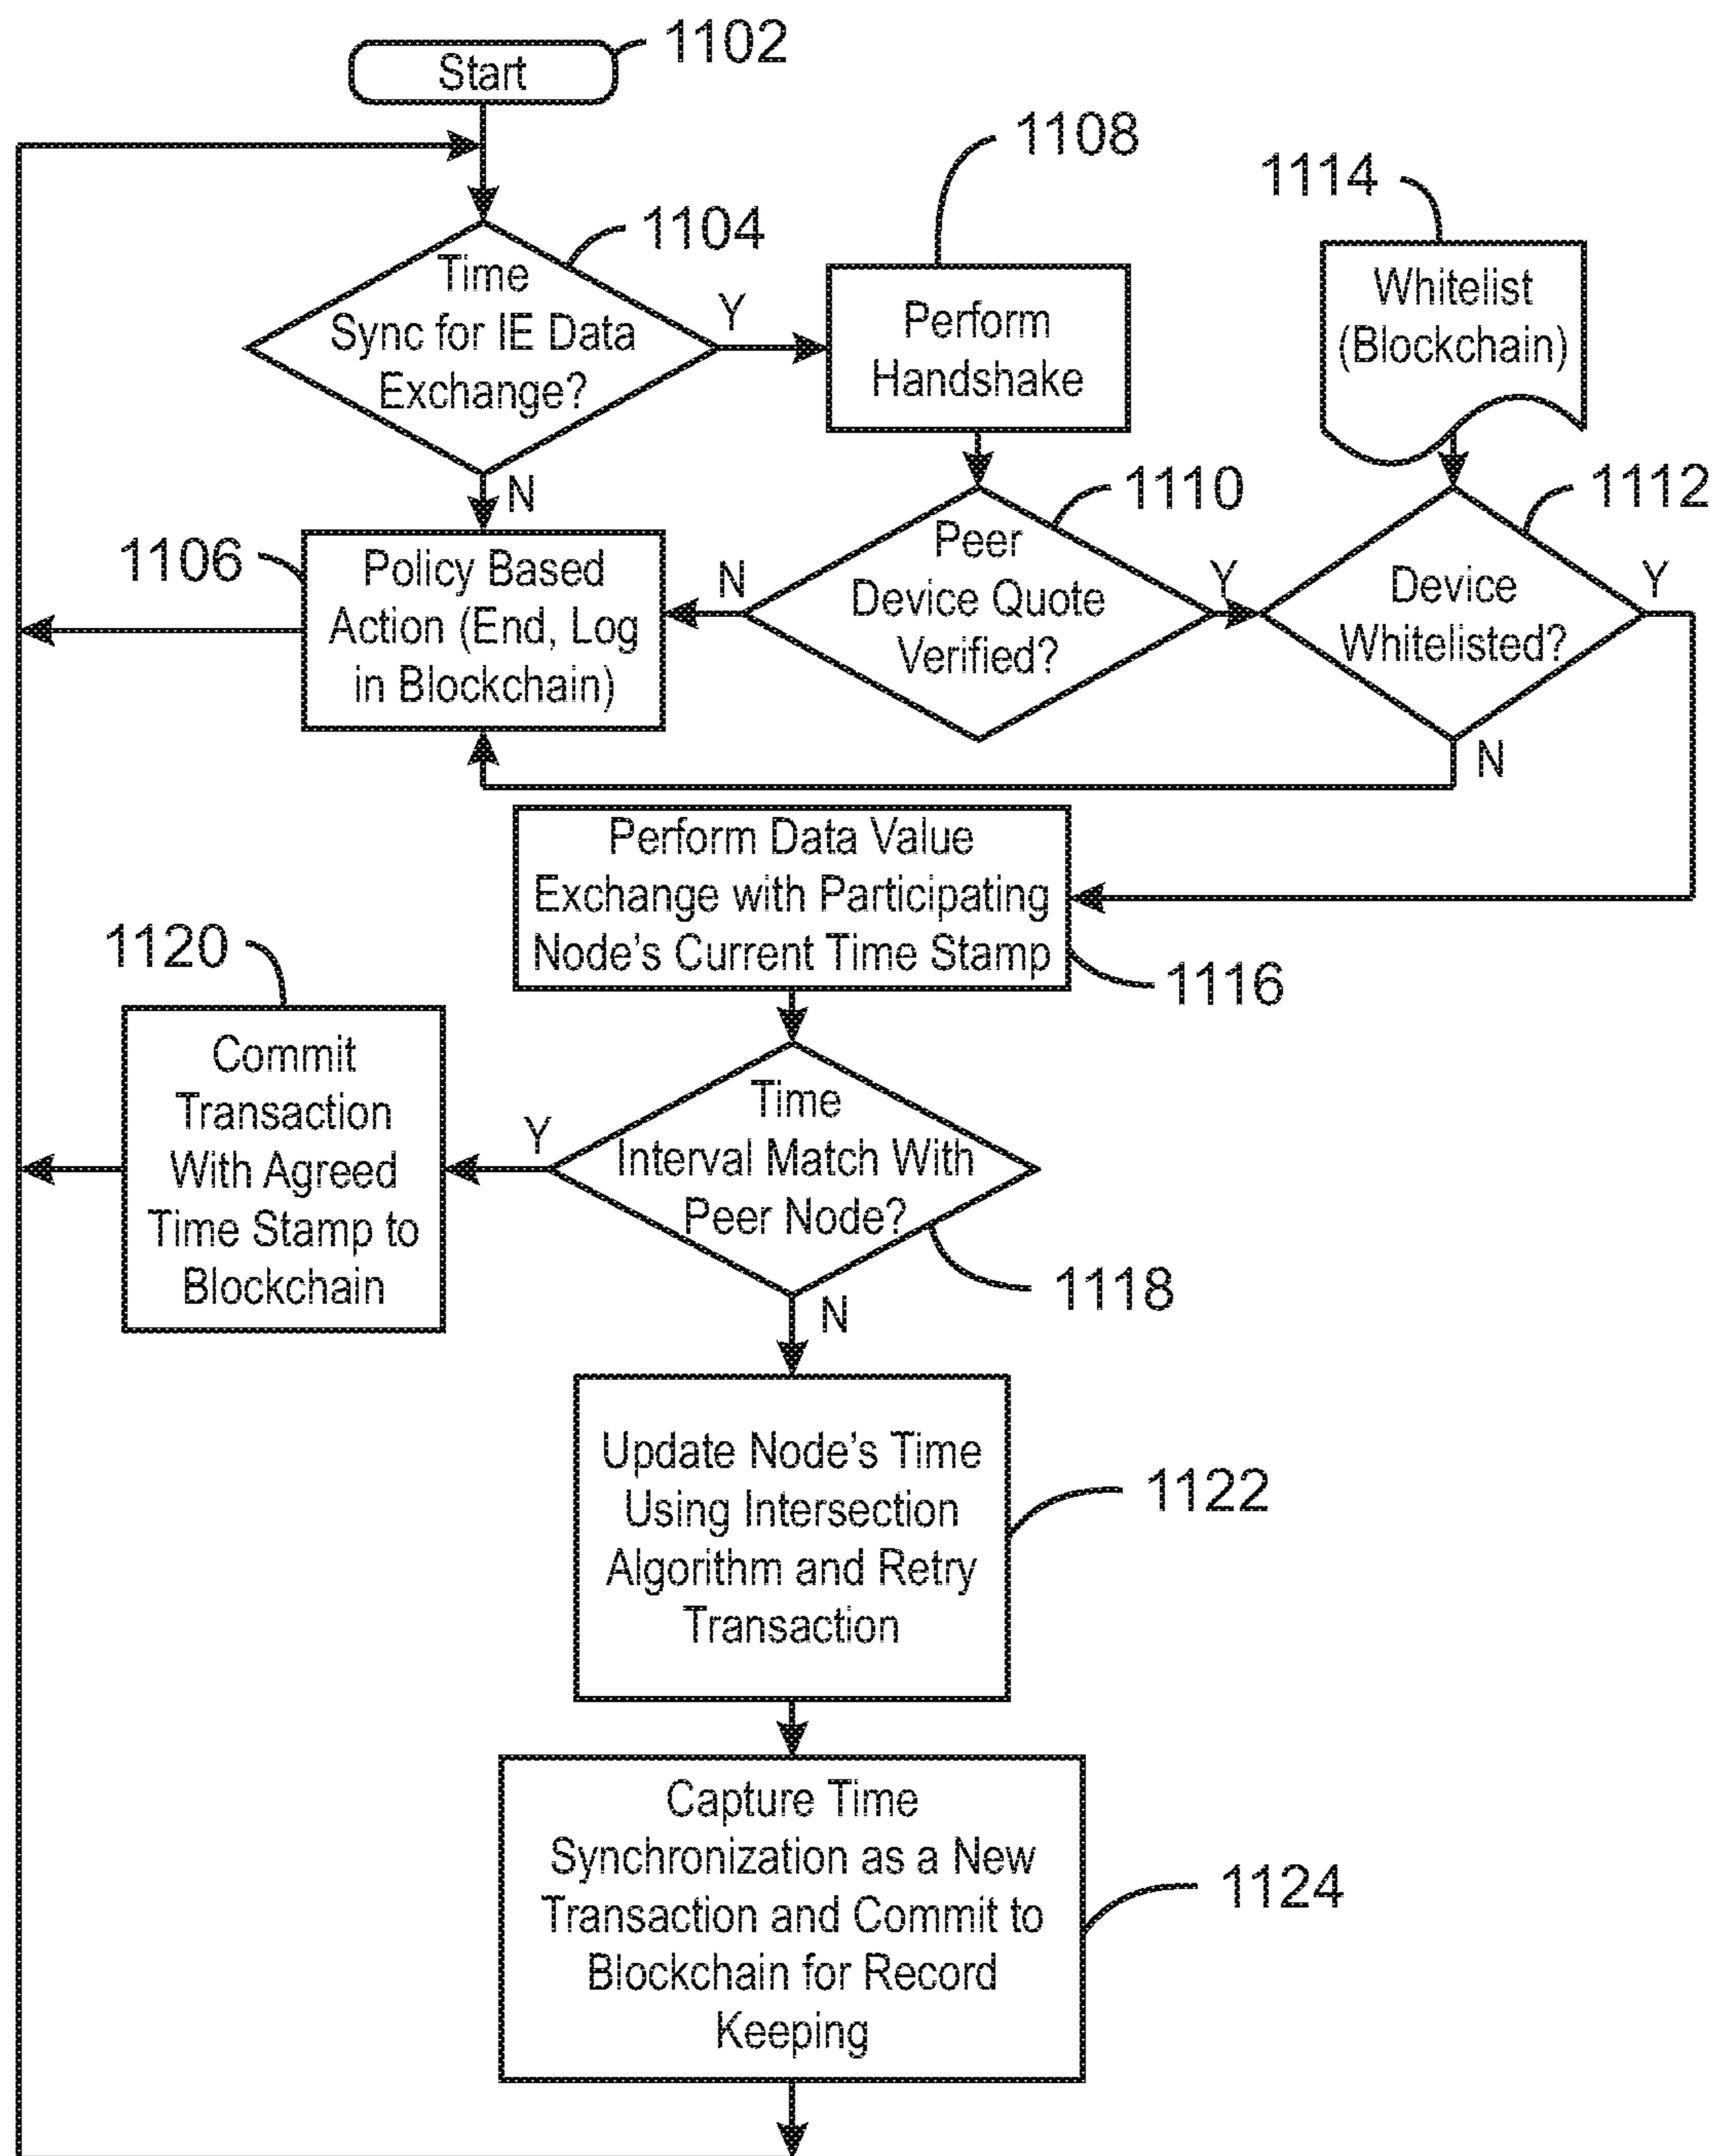 Start
1102
1104
Time
Sync for IE Data
Exchange?
Y
N
1108
Perform
Handshake
1114
Whitelist
(Blockchain)
1106
Policy Based
Action (End, Log
in Blockchain)
1110
Peer
Device Quote
Verified?
N
Y
1112
Device
Whitelisted?
Y
N
Perform Data Value
Exchange with Participating
Node's Current Time Stamp
1116
1120
Commit
Transaction
With Agreed
Time Stamp to
Blockchain
Y
Time
Interval Match With
Peer Node?
1118
N
Update Node's Time
Using Intersection
Algorithm and Retry
Transaction
1122
Capture Time
Synchronization as a New
Transaction and Commit to
Blockchain for Record
Keeping
1124